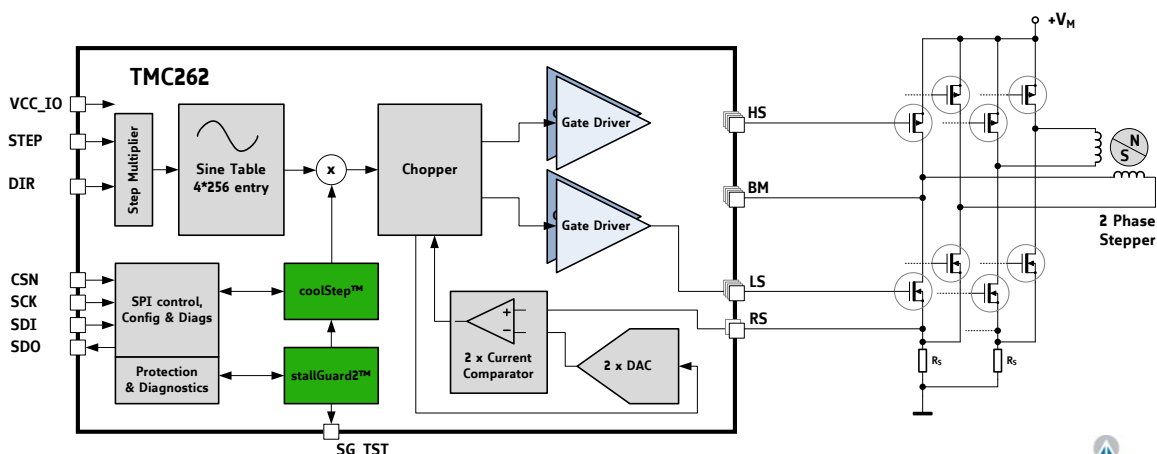 +VM
TMC262
VCC_IO
STEP
DIR
Step Multiplier
Sine Table
4*256 entry
x
Chopper
Gate Driver
Gate Driver
HS
BM
LS
RS
N
S
2 Phase
Stepper
CSN
SCK
SDI
SDO
SPI control,
Config & Diags
Protection
& Diagnostics
coolStep™
stallGuard2™
+
−
2 x Current
Comparator
2 x DAC
RS
RS
SG_TST